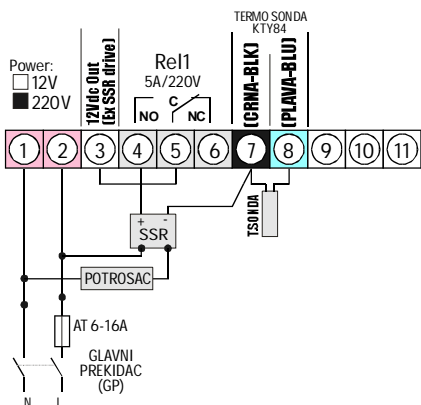 TERMO SONDA
KTY84
Power:
12V
220V
12Vdc Out
(Ex SSR drive)
Rel1
5A/220V
C
NO
NC
(CRNA-BLK)
(PLAVA-BLU)
1 2 3 4 5 6 7 8 9 10 11
+ -
SSR
TSONDA
POTROSAC
AT 6-16A
GLAVNI
PREKIDAC
(GP)
N L